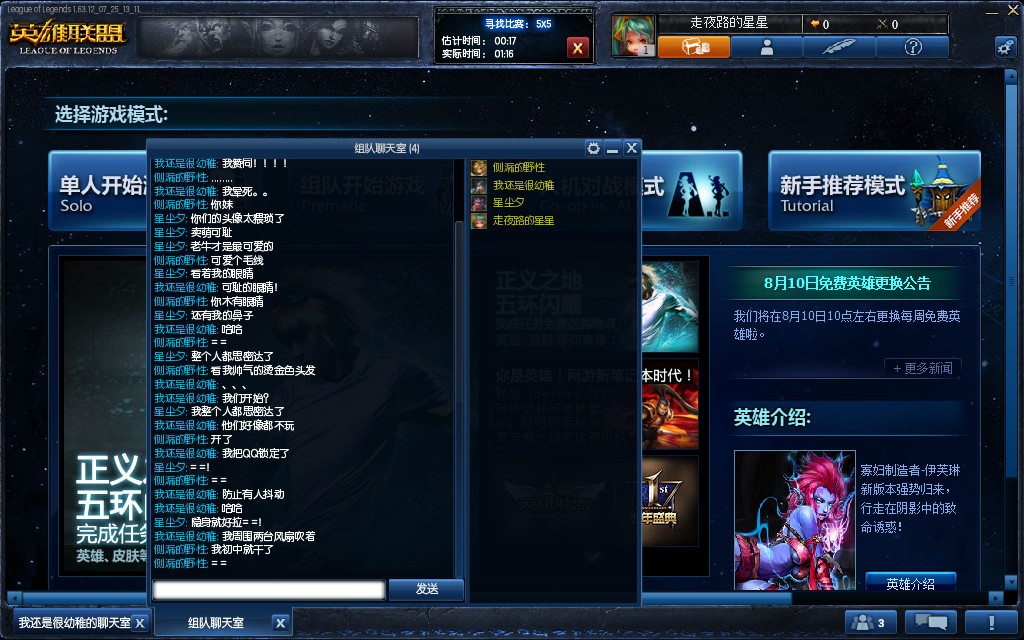 League of Legends 1.63.12_07_25_13_11
英雄联盟
LEAGUE OF LEGENDS
寻找比赛： 5x5
估计时间： 00:17
实际时间： 01:16
X
走夜路的星星
0
0
1
选择游戏模式:
单人开始游
Solo
组队开始游戏
Premade
机对战模式
Co-op vs. AI
新手推荐模式
Tutorial
新手推荐
组队聊天室 (4)
我还是很幼稚: 我爱伺！！！！
侧漏的野性: .......
我还是很幼稚: 我是死。。
侧漏的野性: 你妹
星尘夕: 你们的头像太猥琐了
星尘夕: 卖萌可耻
星尘夕: 老牛才是最可爱的
侧漏的野性: 可爱个毛线
星尘夕: 看着我的眼睛
我还是很幼稚: 可耻的眼睛!
侧漏的野性: 你木有眼睛
星尘夕: 还有我的鼻子
我还是很幼稚: 哈哈
侧漏的野性: = =
星尘夕: 整个人都思密达了
侧漏的野性: 看我帅气的烫金色头发
我还是很幼稚: 、、、
我还是很幼稚: 我们开始?
星尘夕: 我整个人都思密达了
我还是很幼稚: 他们好像都不玩
侧漏的野性: 开了
我还是很幼稚: 我把QQ锁定了
星尘夕: = =!
侧漏的野性: = =
我还是很幼稚: 防止有人抖动
我还是很幼稚: 哈哈
星尘夕: 隐身就好拉= =!
我还是很幼稚: 我周围两台风扇吹着
侧漏的野性: 我初中就干了
侧漏的野性: = =
侧漏的野性
我还是很幼稚
星尘夕
走夜路的星星
发送
正义之地
五环闪耀
你是英雄！网游新笔记本时代！
正义
五环
完成任务
英雄、皮肤等
1st
年盛典
8月10日免费英雄更换公告
我们将在8月10日10点左右更换每周免费英
雄啦。
+ 更多新闻
英雄介绍:
寡妇制造者-伊芙琳
新版本强势归来，
行走在阴影中的致
命诱惑！
英雄介绍
我还是很幼稚的聊天室 X
组队聊天室 X
3